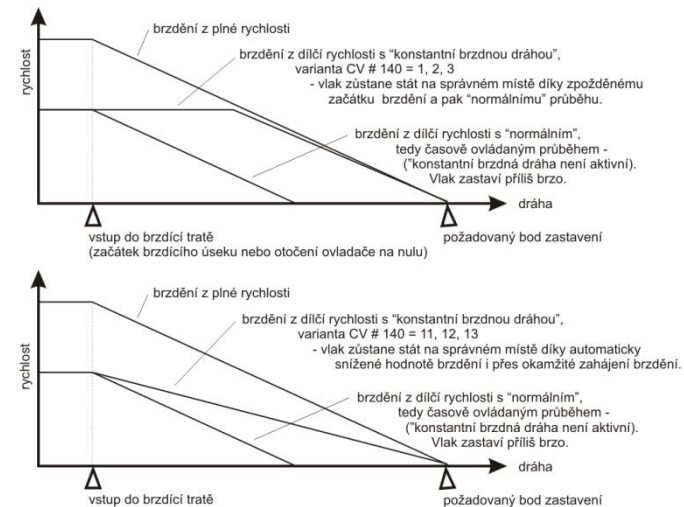 rychlost
brzdění z plné rychlosti
brzdění z dílčí rychlosti s “konstantní brzdnou dráhou”,
varianta CV # 140 = 1, 2, 3
- vlak zůstane stát na správném místě díky zpožděnému
začátku brzdění a pak “normálnímu” průběhu.
brzdění z dílčí rychlosti s “normálním”,
tedy časově ovládaným průběhem -
(”konstantní brzdná dráha není aktivní).
Vlak zastaví příliš brzo.
dráha
vstup do brzdící tratě
(začátek brzdícího úseku nebo otočení ovladače na nulu)
požadovaný bod zastavení
rychlost
brzdění z plné rychlosti
brzdění z dílčí rychlosti s “konstantní brzdnou dráhou”,
varianta CV # 140 = 11, 12, 13
- vlak zůstane stát na správném místě díky automaticky
snížené hodnotě brzdění i přes okamžité zahájení brzdění.
brzdění z dílčí rychlosti s “normálním”,
tedy časově ovládaným průběhem -
(”konstantní brzdná dráha není aktivní).
Vlak zastaví příliš brzo.
dráha
vstup do brzdící tratě
požadovaný bod zastavení